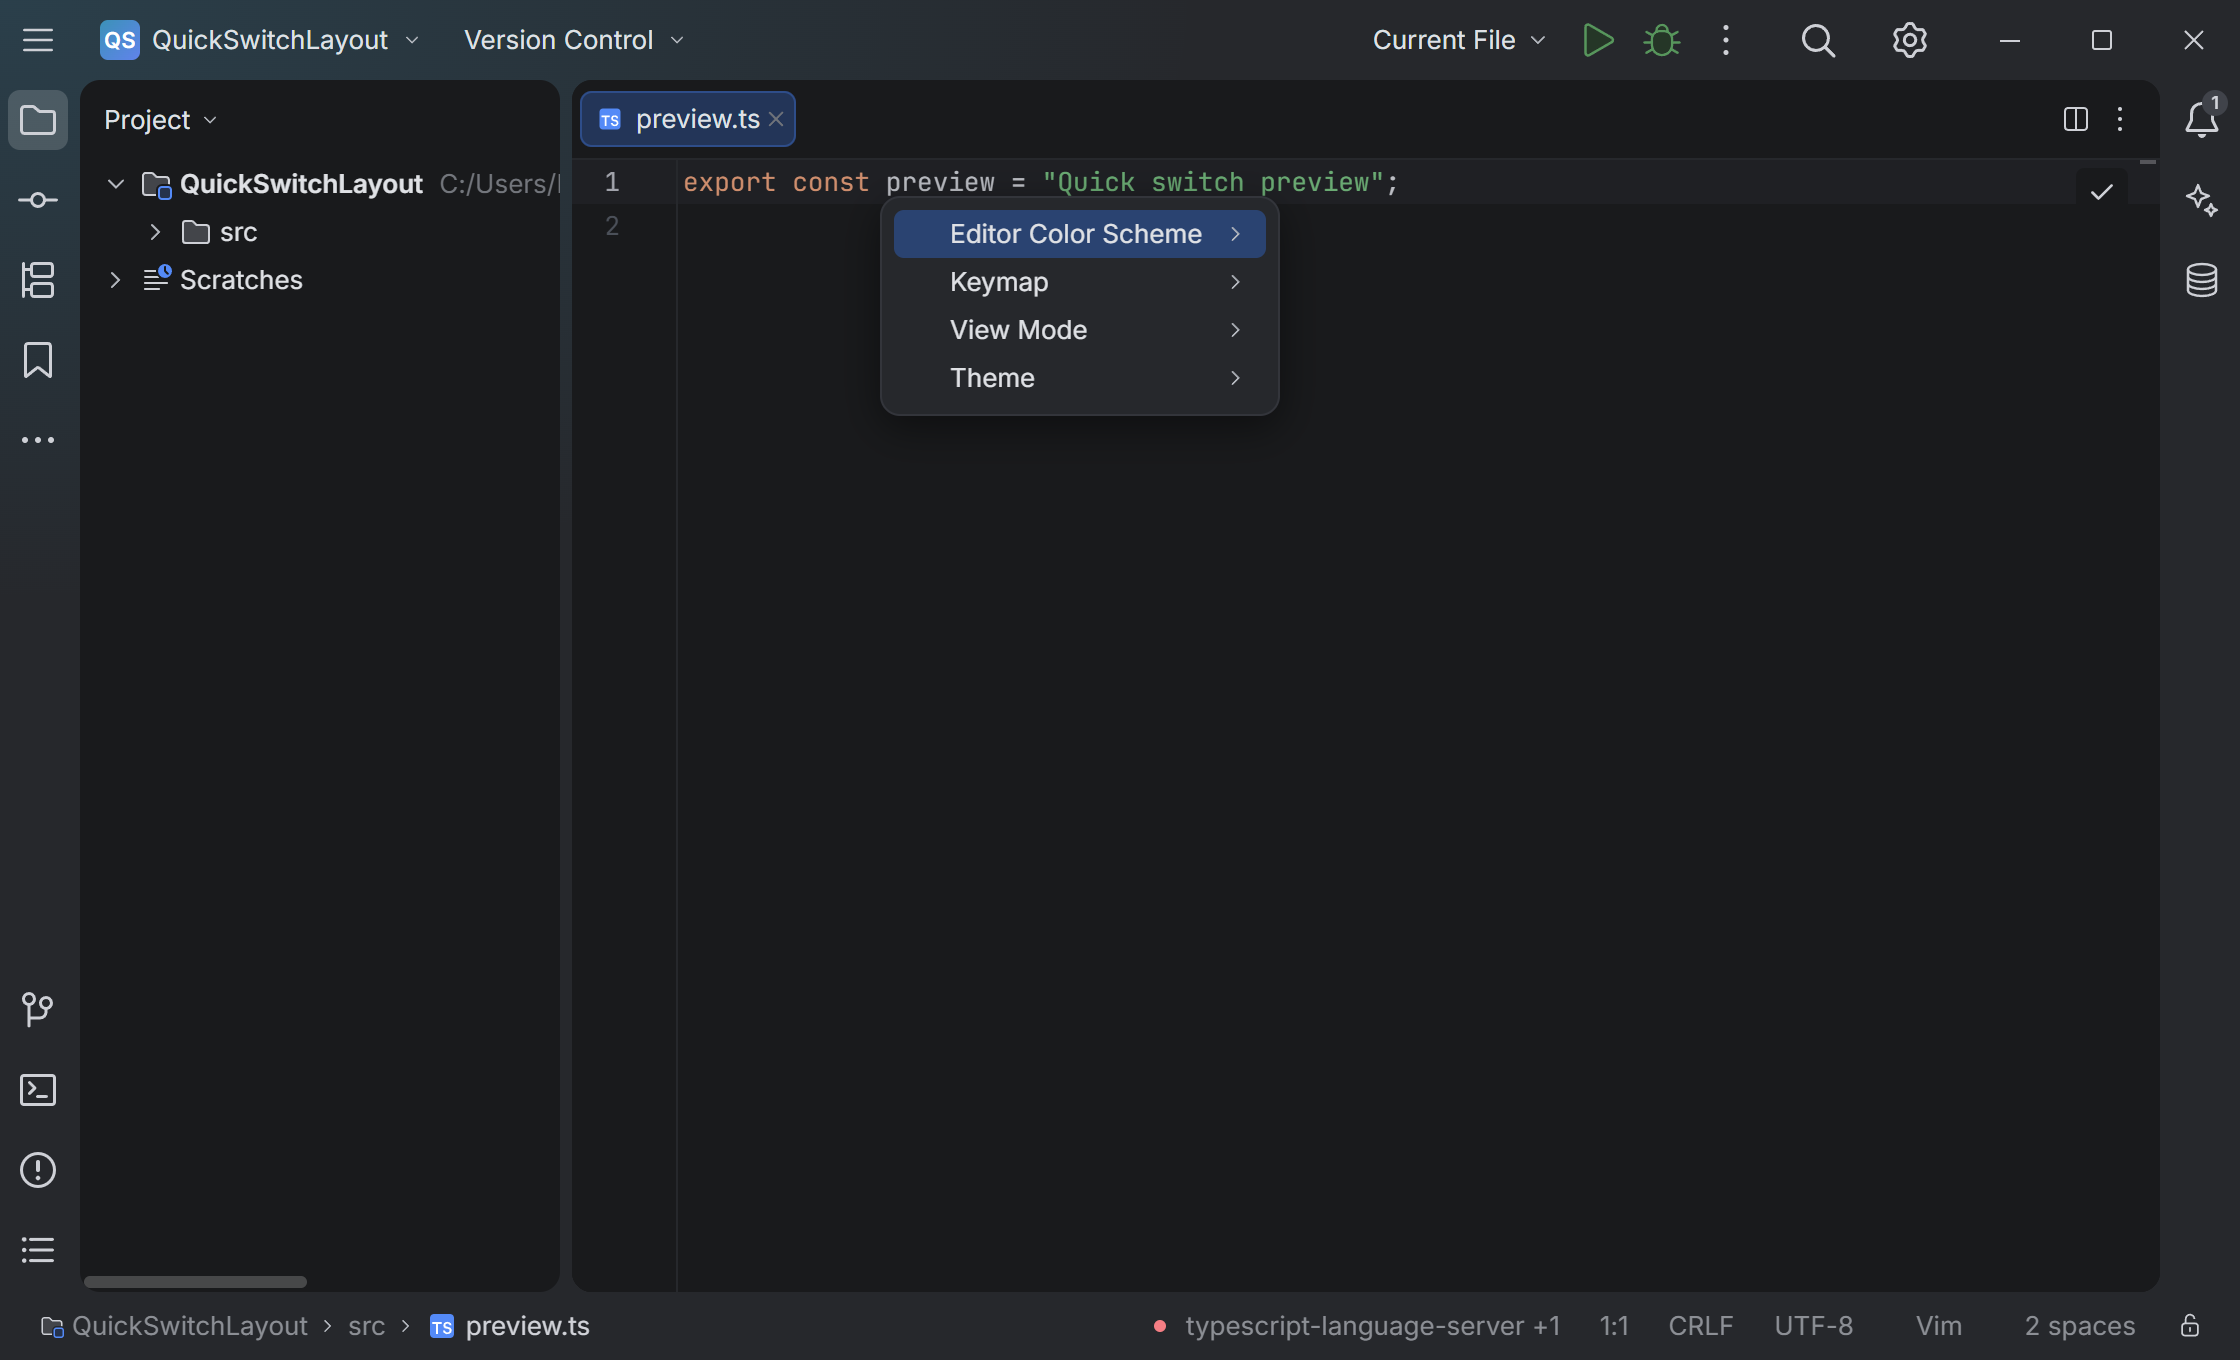 QS QuickSwitchLayout Version Control Current File
Project
preview.ts
1
QuickSwitchLayout C:/Users/
src
Scratches
1 export const preview = "Quick switch preview";
2
Editor Color Scheme
Keymap
View Mode
Theme
QuickSwitchLayout src TS preview.ts typescript-language-server +1 1:1 CRLF UTF-8 Vim 2 spaces